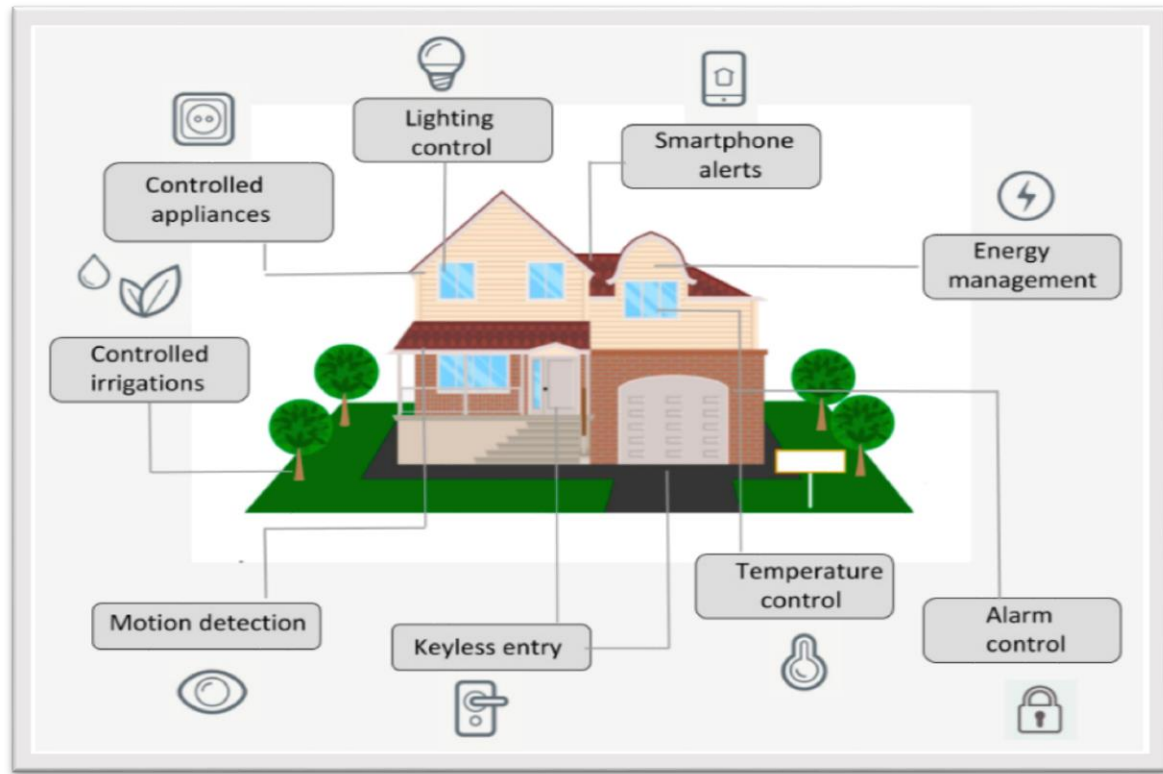 Lighting
control
Smartphone
alerts
Controlled
appliances
Energy
management
Controlled
irrigations
Temperature
control
Motion detection
Keyless entry
Alarm
control